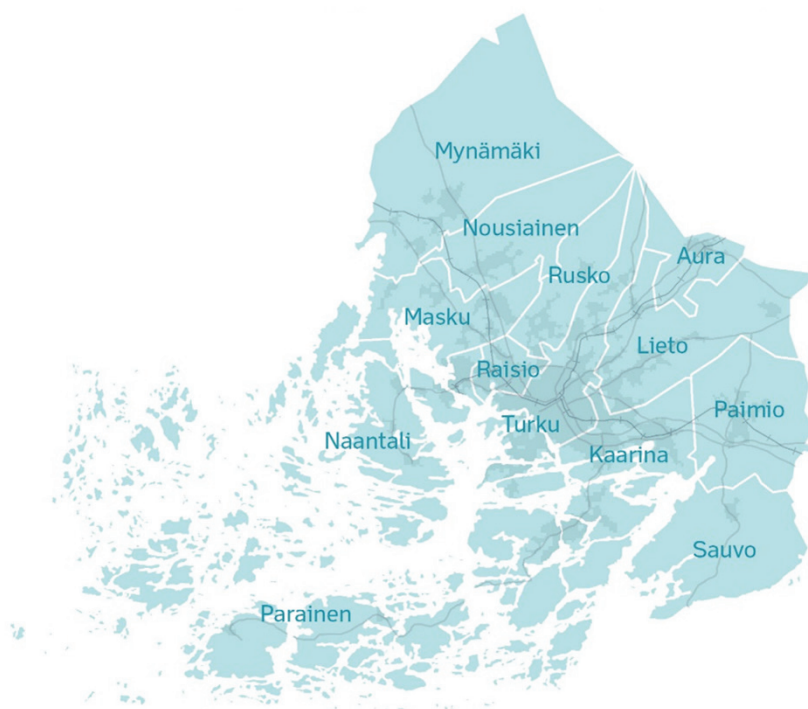 Mynämäki
Nousiainen
Aura
Rusko
Masku
Lieto
Raisio
Paimio
Turku
Naantali
Kaarina
Sauvo
Parainen